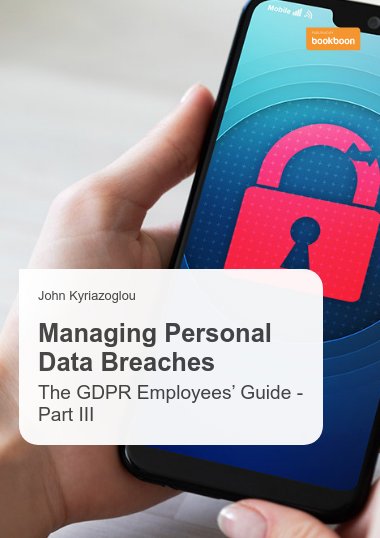 Mobile
bookboon
John Kyriazoglou
Managing Personal
Data Breaches
The GDPR Employees’ Guide -
Part III